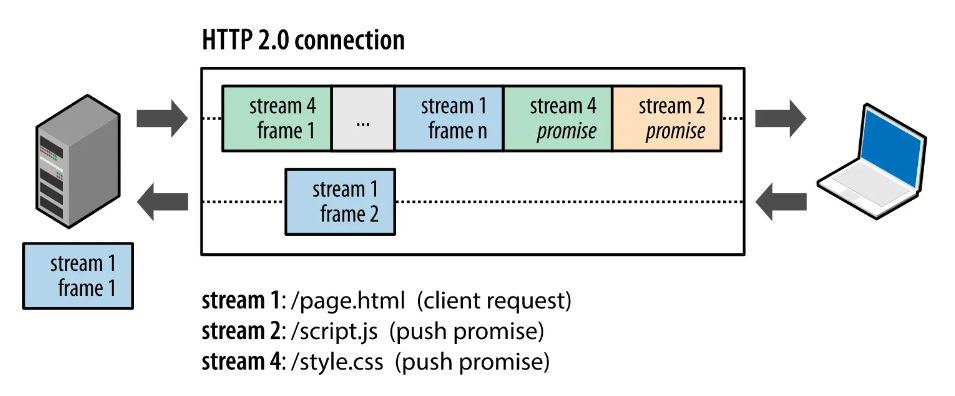 HTTP 2.0 connection
stream 4
frame 1
...
stream 1
frame n
stream 4
promise
stream 2
promise
stream 1
frame 2
stream 1
frame 1
stream 1: /page.html (client request)
stream 2: /script.js (push promise)
stream 4: /style.css (push promise)